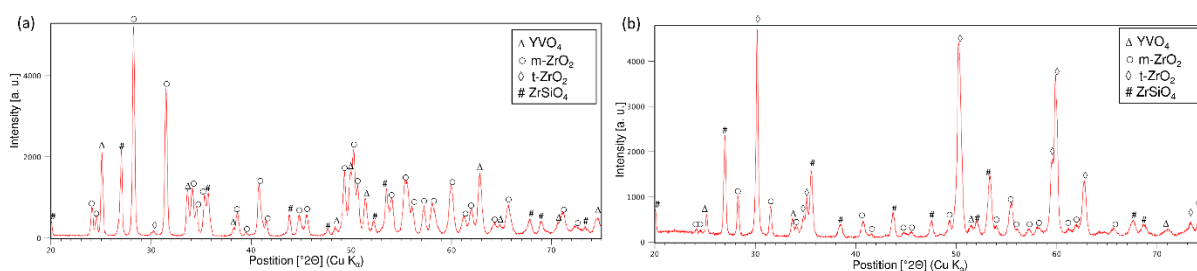 (a)
Intensity [a. u.]
4000
2000
0
△ YVO₄
○ m-ZrO₂
◊ t-ZrO₂
# ZrSiO₄
20 30 40 50 60 70
Postition [°2Θ] (Cu Kα)
(b)
Intensity [a. u.]
4000
3000
2000
1000
0
△ YVO₄
○ m-ZrO₂
◊ t-ZrO₂
# ZrSiO₄
20 30 40 50 60 70
Postition [°2Θ] (Cu Kα)